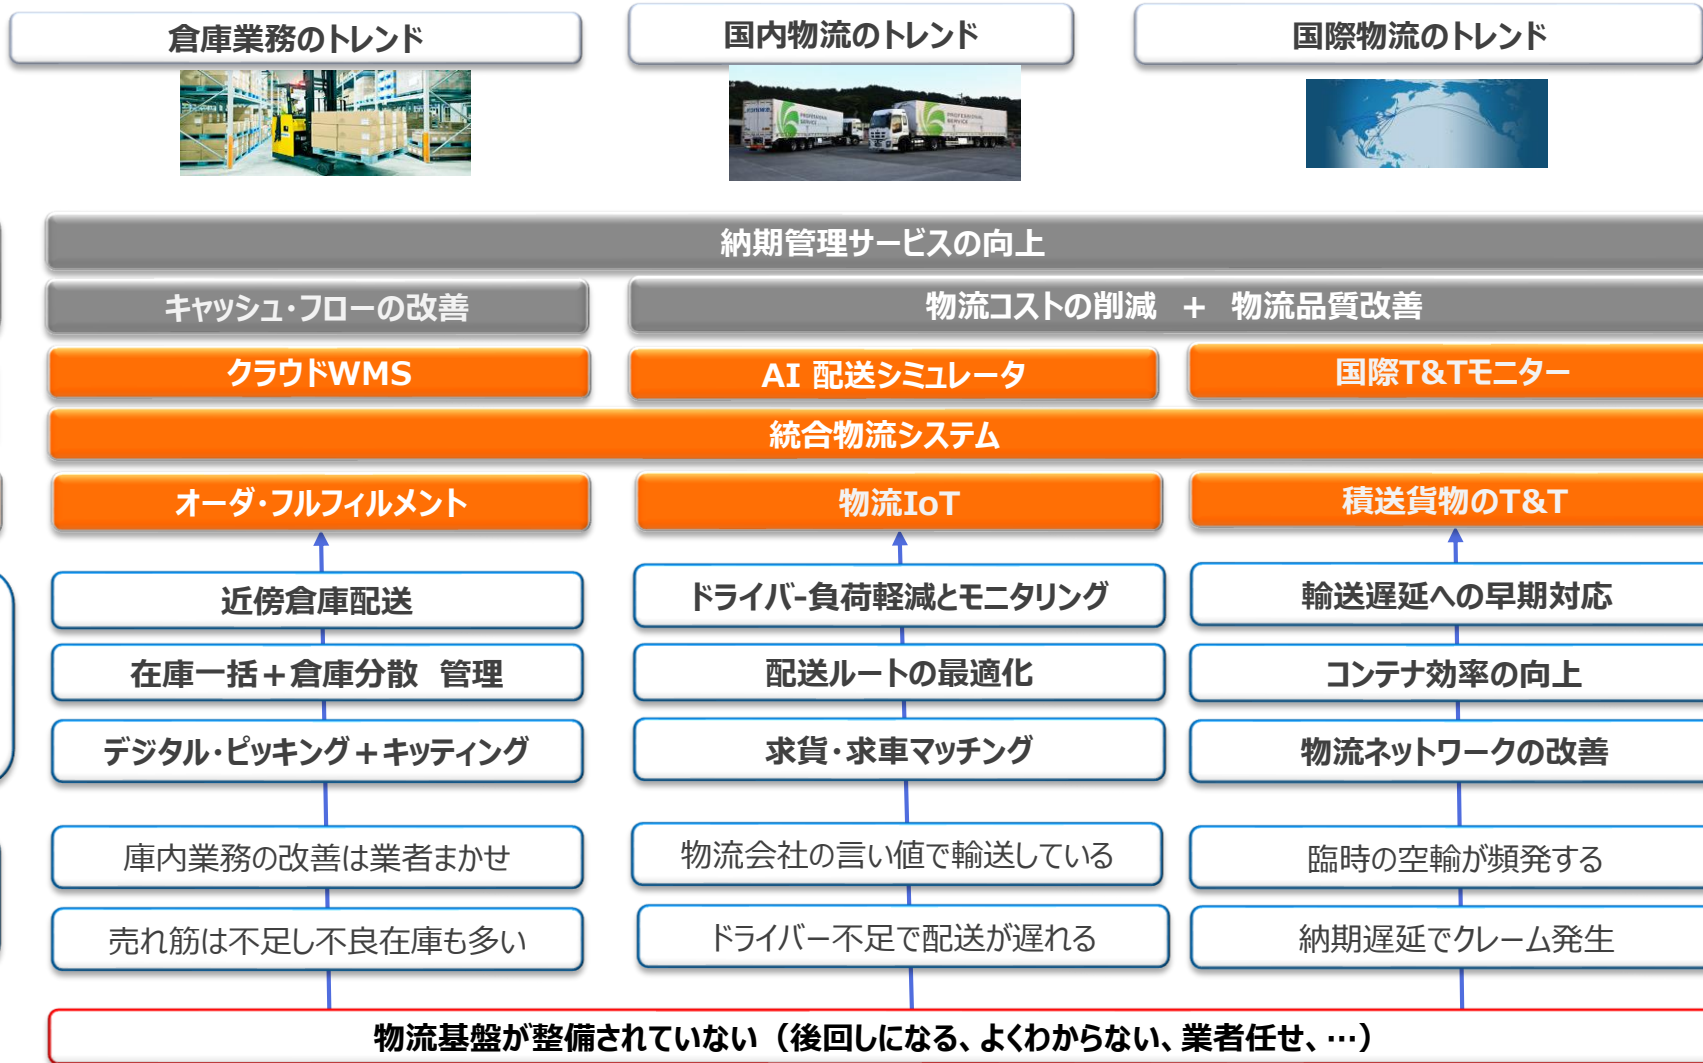 倉庫業務のトレンド
国内物流のトレンド
国際物流のトレンド
PROFESSIONAL SERVICE
PROFESSIONAL SERVICE
納期管理サービスの向上
キャッシュ・フローの改善
物流コストの削減 + 物流品質改善
クラウドWMS
AI 配送シミュレータ
国際T&Tモニター
統合物流システム
オーダ・フルフィルメント
物流IoT
積送貨物のT&T
近傍倉庫配送
ドライバ-負荷軽減とモニタリング
輸送遅延への早期対応
在庫一括+倉庫分散 管理
配送ルートの最適化
コンテナ効率の向上
デジタル・ピッキング+キッティング
求貨・求車マッチング
物流ネットワークの改善
庫内業務の改善は業者まかせ
物流会社の言い値で輸送している
臨時の空輸が頻発する
売れ筋は不足し不良在庫も多い
ドライバー不足で配送が遅れる
納期遅延でクレーム発生
物流基盤が整備されていない(後回しになる、よくわからない、業者任せ、…)